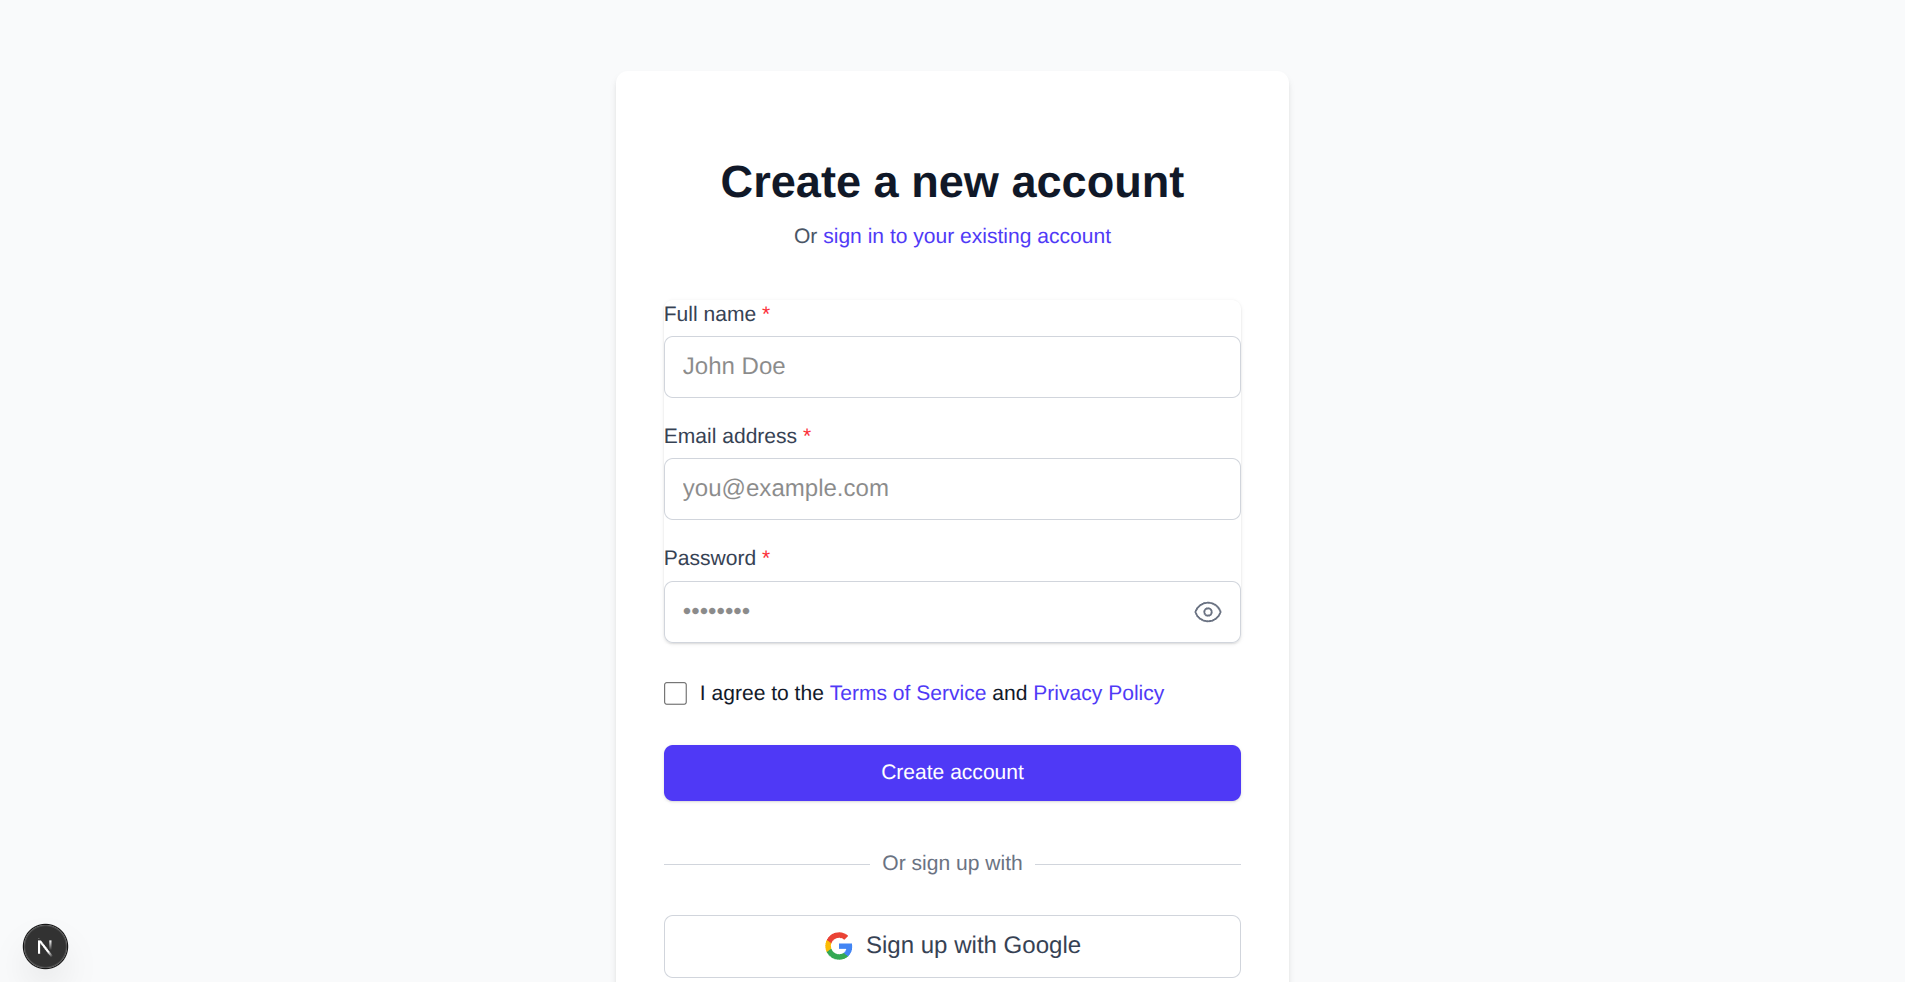 Create a new account
Or sign in to your existing account
Full name *
John Doe
Email address *
you@example.com
Password *
••••••••
I agree to the Terms of Service and Privacy Policy
Create account
Or sign up with
Sign up with Google
N